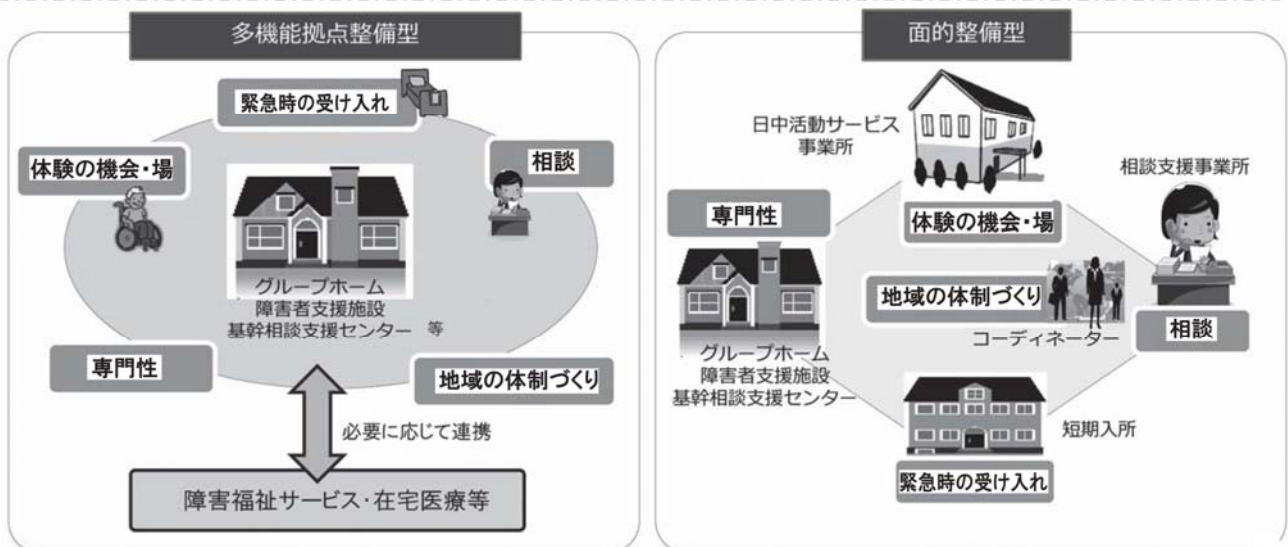 多機能拠点整備型
緊急時の受け入れ
体験の機会・場
相談
グループホーム
障害者支援施設
基幹相談支援センター 等
専門性
地域の体制づくり
必要に応じて連携
障害福祉サービス・在宅医療等
面的整備型
日中活動サービス
事業所
相談支援事業所
専門性
体験の機会・場
地域の体制づくり
コーディネーター
相談
グループホーム
障害者支援施設
基幹相談支援センター
短期入所
緊急時の受け入れ